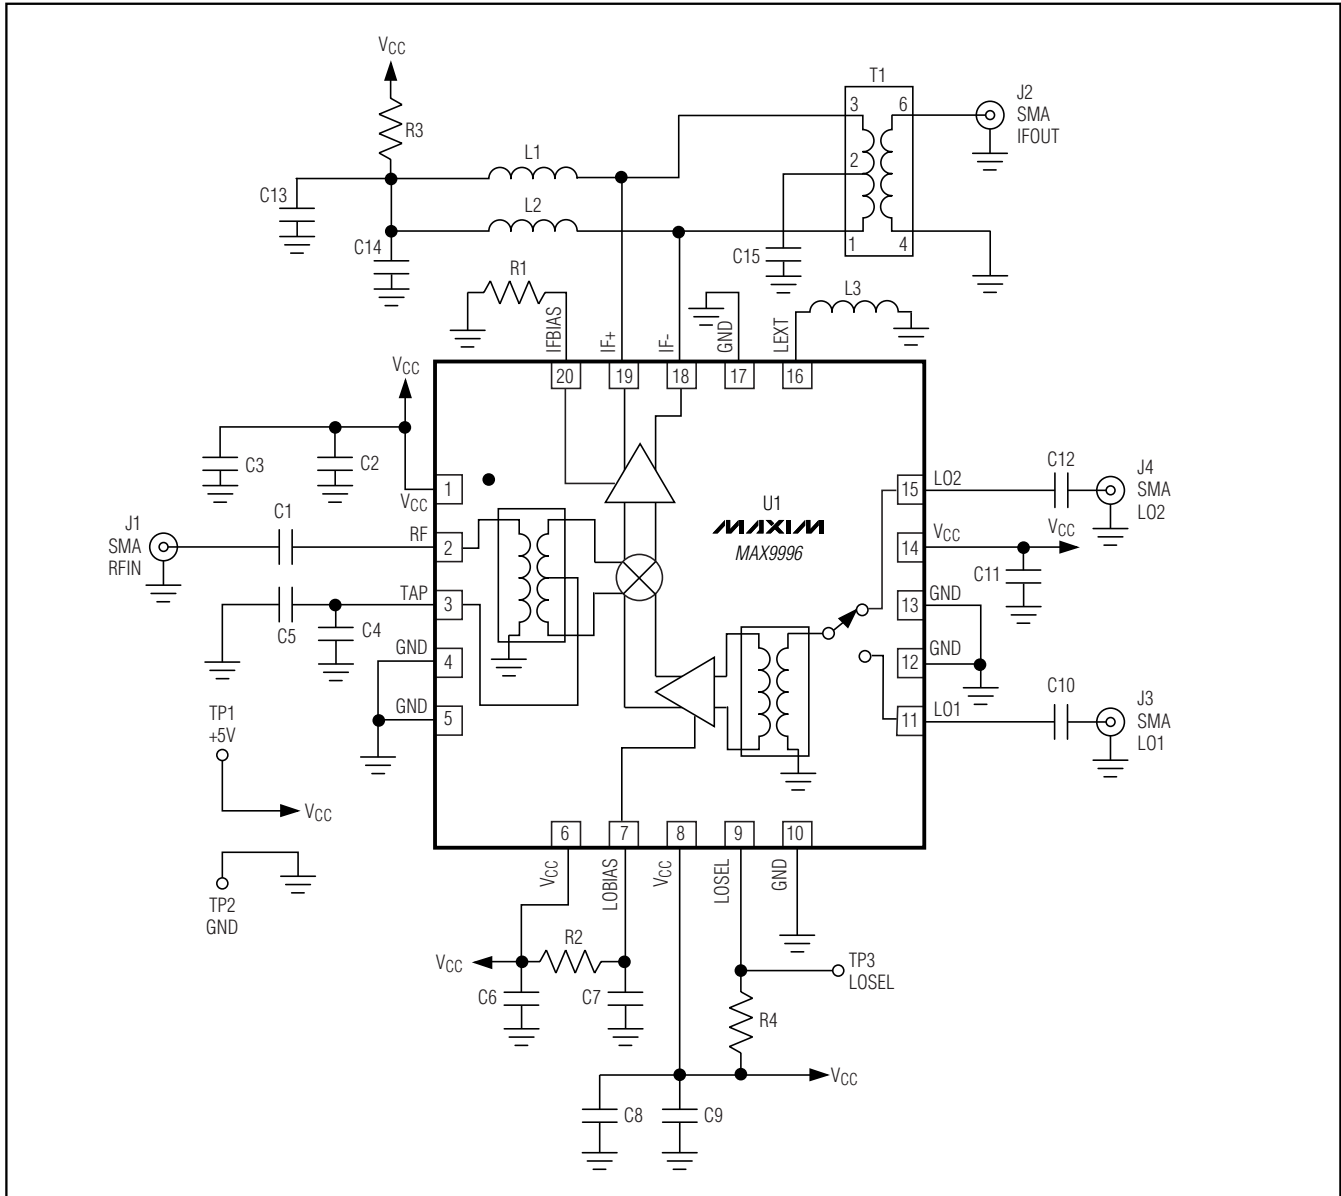 VCC
R3
T1
3
6
2
1
4
J2
SMA
IFOUT
L1
L2
C13
C14
C15
R1
L3
IFBIAS
IF+
IF-
GND
LEXT
20
19
18
17
16
VCC
C3
C2
1
VCC
J1
SMA
RFIN
C1
RF
2
TAP
3
C5
C4
GND
4
GND
5
U1
MAXIM
MAX9996
15
LO2
C12
J4
SMA
LO2
14
VCC
VCC
C11
13
GND
12
GND
11
LO1
C10
J3
SMA
LO1
TP1
+5V
VCC
TP2
GND
6
7
8
9
10
VCC
LOBIAS
VCC
LOSEL
GND
VCC
R2
C6
C7
TP3
LOSEL
R4
VCC
C8
C9